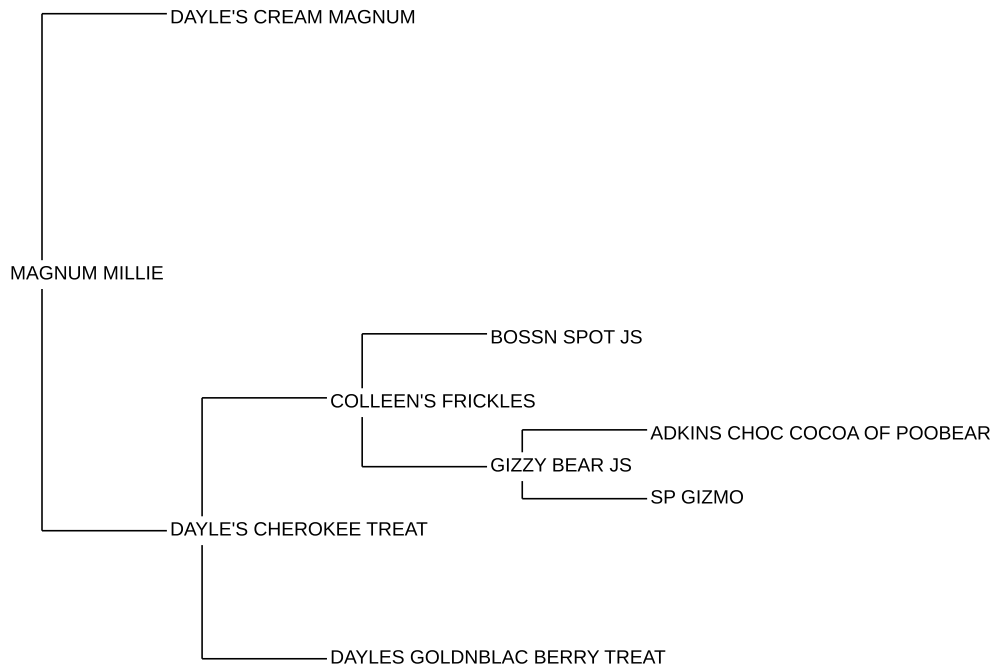 DAYLE'S CREAM MAGNUM
MAGNUM MILLIE
BOSSN SPOT JS
COLLEEN'S FRICKLES
ADKINS CHOC COCOA OF POOBEAR
GIZZY BEAR JS
SP GIZMO
DAYLE'S CHEROKEE TREAT
DAYLES GOLDNBLAC BERRY TREAT